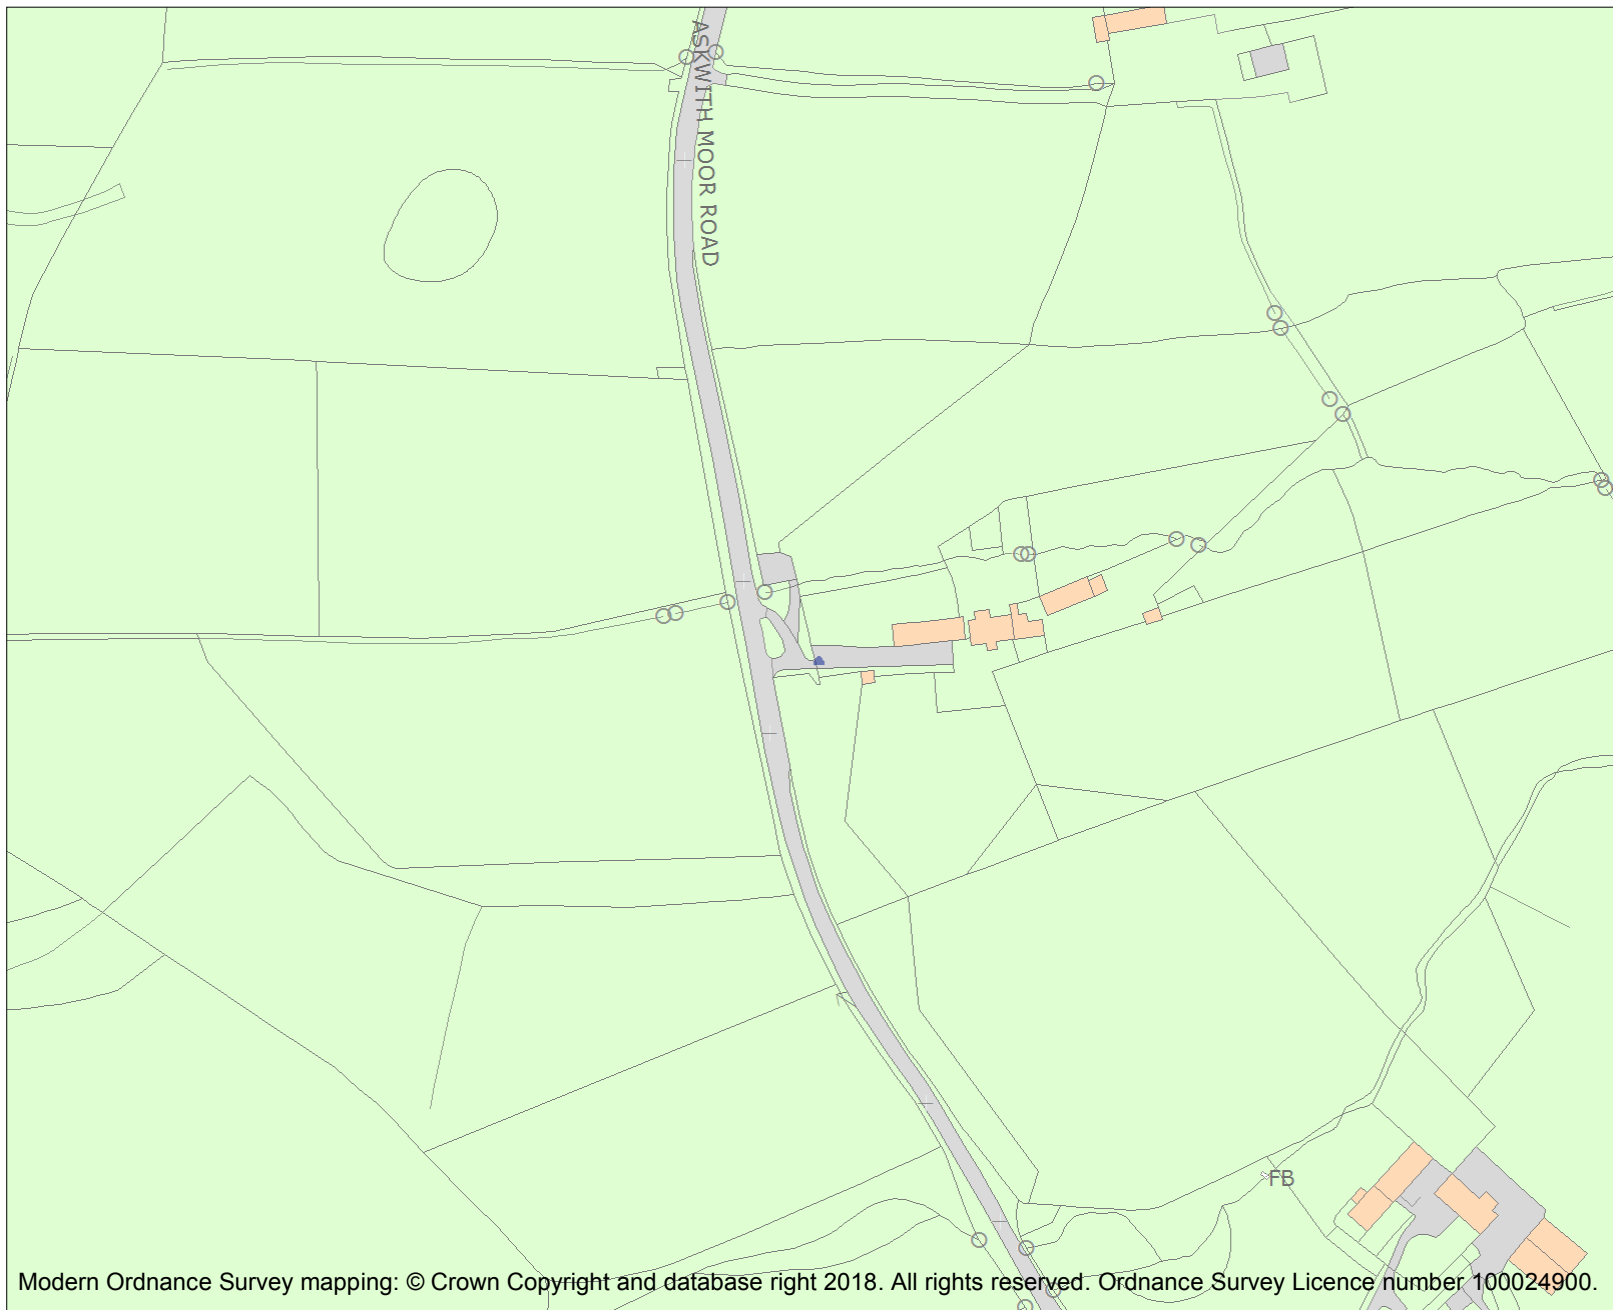 ASKWITH MOOR ROAD
FB
Modern Ordnance Survey mapping: © Crown Copyright and database right 2018. All rights reserved. Ordnance Survey Licence number 100024900.